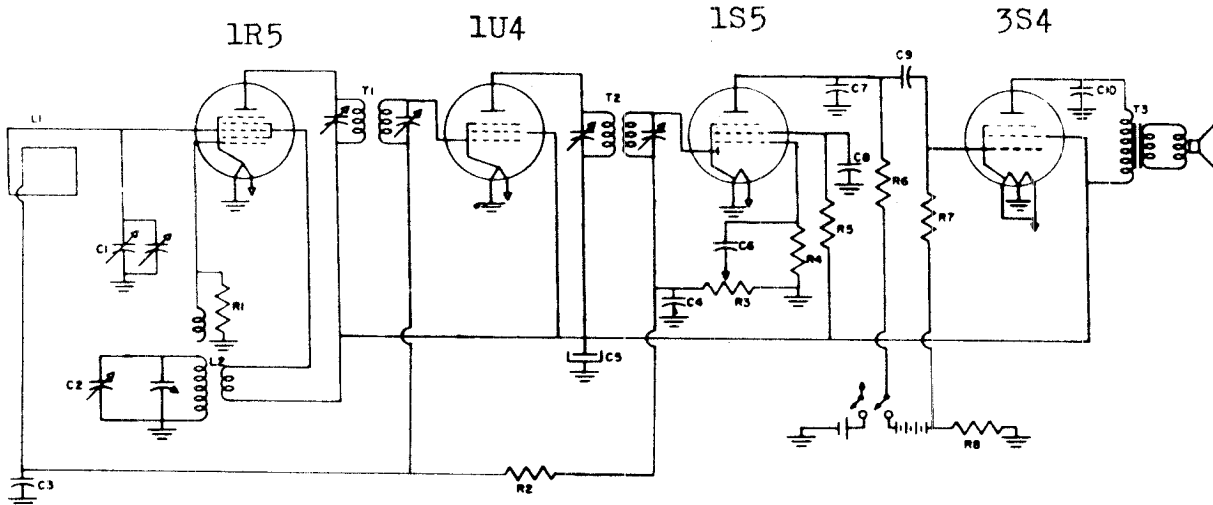 1R5 1U4 1S5 3S4
C9
L1 T1 T2 C7 C10 T3
C8
R6 R7 R9
C1 C6 R5
R4
R1 C4 R3
L2 C5
C2
R8
C3 R2